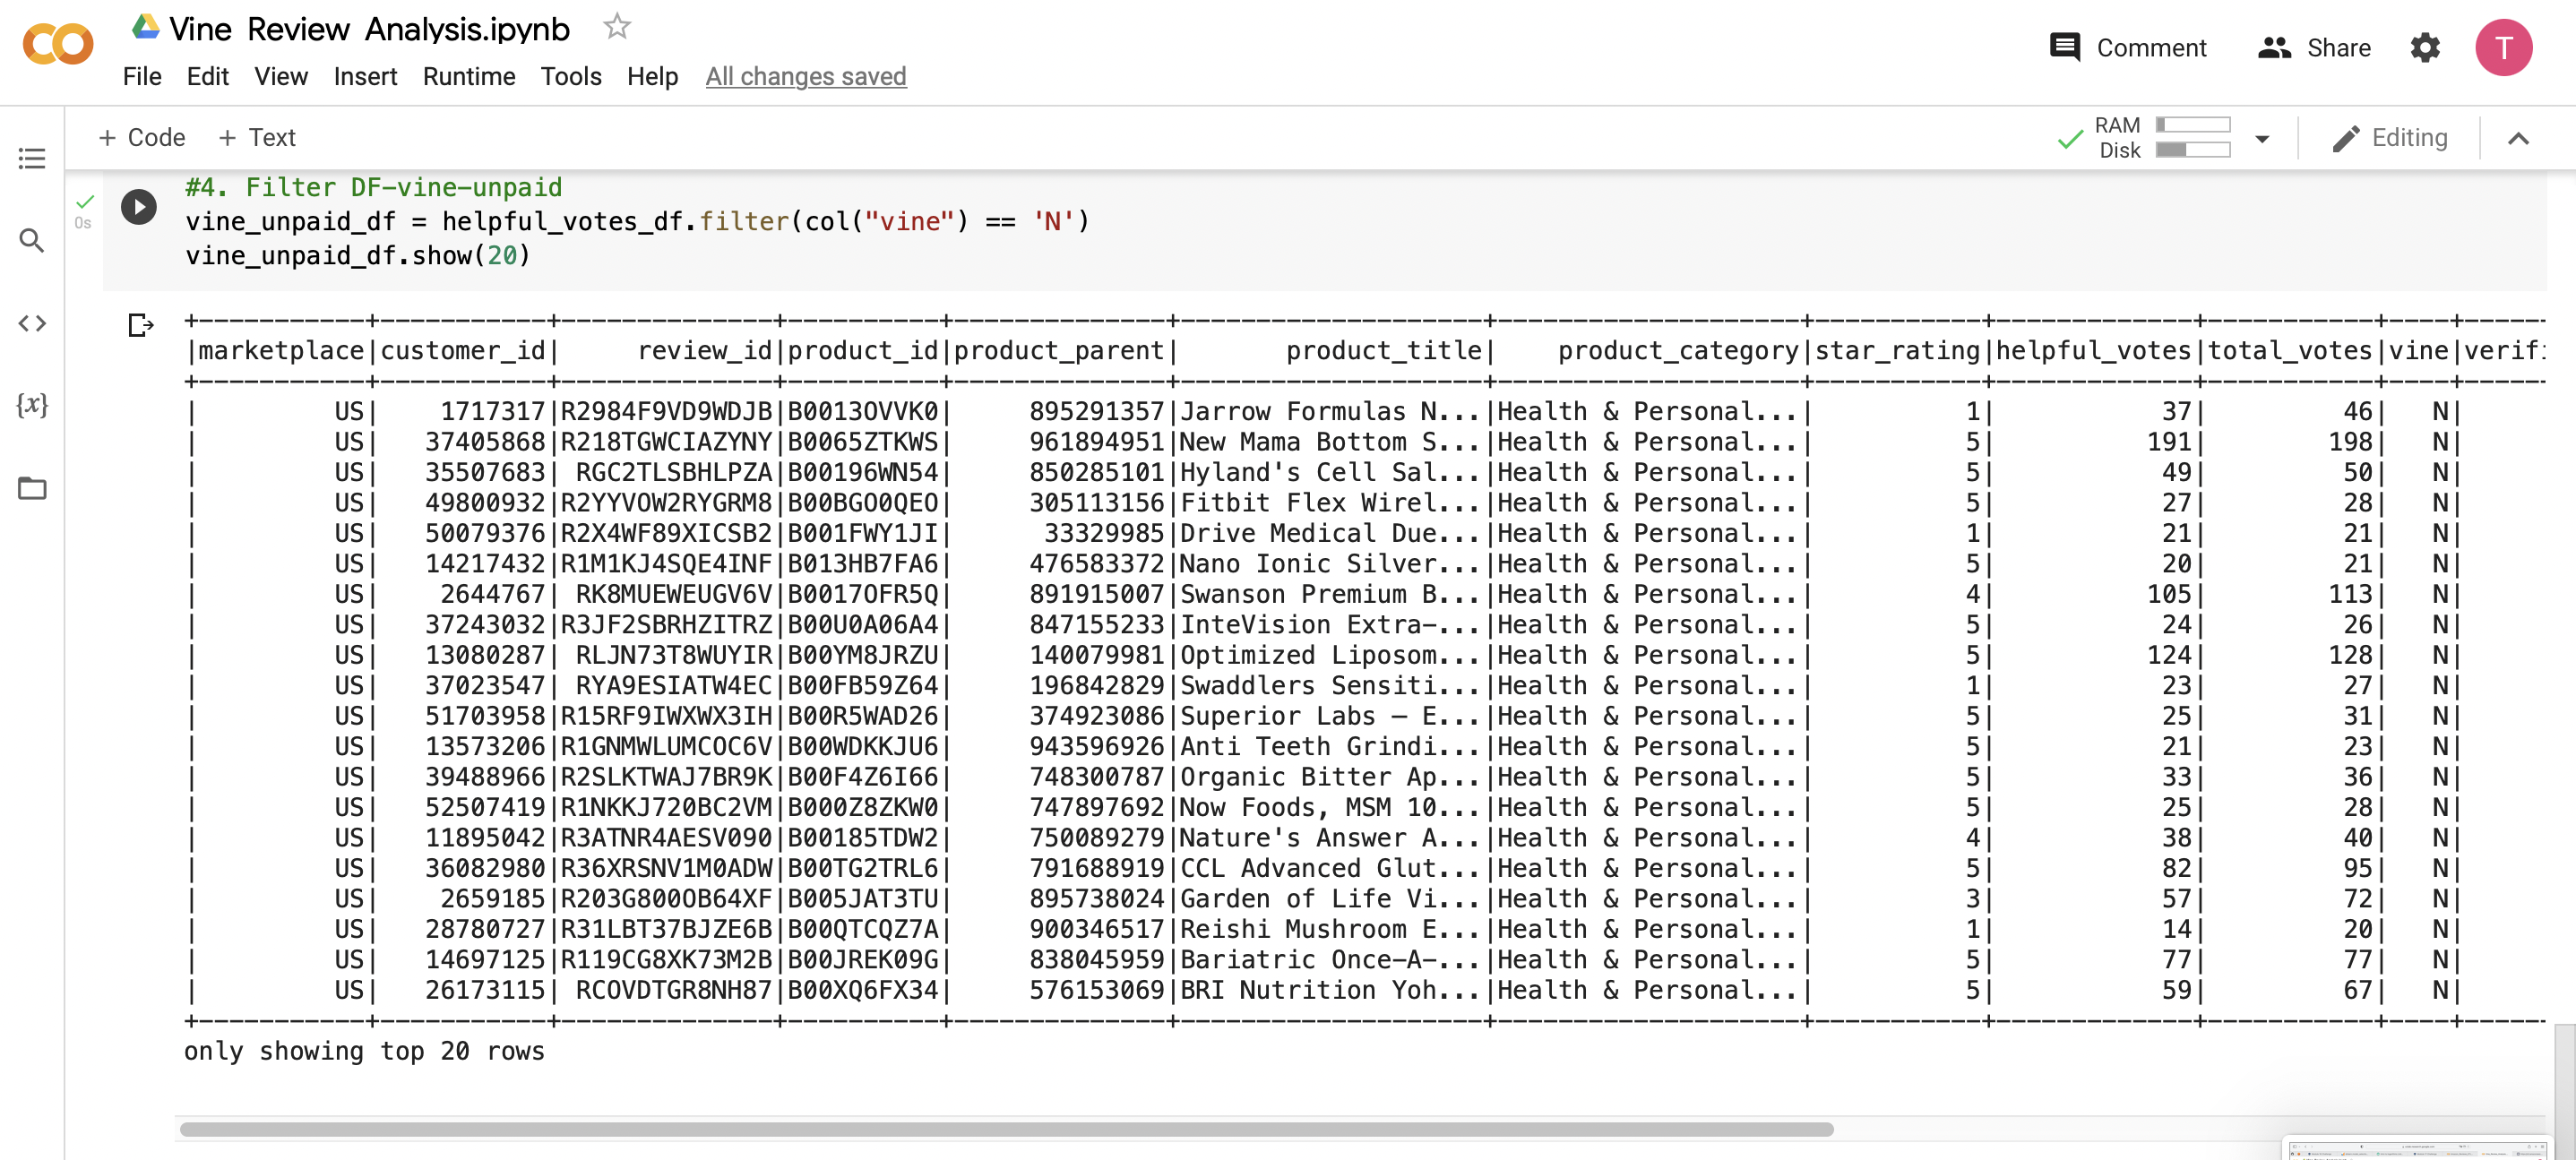 Vine Review Analysis.ipynb
File Edit View Insert Runtime Tools Help All changes saved
Comment Share T
+ Code + Text
RAM
Disk
Editing
0s
#4. Filter DF-vine-unpaid
vine_unpaid_df = helpful_votes_df.filter(col("vine") == 'N')
vine_unpaid_df.show(20)
{x}
+-----------+-----------+--------------+----------+--------------+--------------------+--------------------+-----------+-------------+-----------+----+------
|marketplace|customer_id|     review_id|product_id|product_parent|       product_title|    product_category|star_rating|helpful_votes|total_votes|vine|verif
+-----------+-----------+--------------+----------+--------------+--------------------+--------------------+-----------+-------------+-----------+----+------
|         US|    1717317|R2984F9VD9WDJB|B0013OVVK0|     895291357|Jarrow Formulas N...|Health & Personal...|          1|           37|         46|   N|
|         US|   37405868|R218TGWCIAZYNY|B0065ZTKWS|     961894951|New Mama Bottom S...|Health & Personal...|          5|          191|        198|   N|
|         US|   35507683| RGC2TLSBHLPZA|B00196WN54|     850285101|Hyland's Cell Sal...|Health & Personal...|          5|           49|         50|   N|
|         US|   49800932|R2YYVOW2RYGRM8|B00BGO0QEO|     305113156|Fitbit Flex Wirel...|Health & Personal...|          5|           27|         28|   N|
|         US|   50079376|R2X4WF89XICSB2|B001FWY1JI|      33329985|Drive Medical Due...|Health & Personal...|          1|           21|         21|   N|
|         US|   14217432|R1M1KJ4SQE4INF|B013HB7FA6|     476583372|Nano Ionic Silver...|Health & Personal...|          5|           20|         21|   N|
|         US|    2644767| RK8MUEWEUGV6V|B0017OFR5Q|     891915007|Swanson Premium B...|Health & Personal...|          4|          105|        113|   N|
|         US|   37243032|R3JF2SBRHZITRZ|B00U0A06A4|     847155233|InteVision Extra-...|Health & Personal...|          5|           24|         26|   N|
|         US|   13080287| RLJN73T8WUYIR|B00YM8JRZU|     140079981|Optimized Liposom...|Health & Personal...|          5|          124|        128|   N|
|         US|   37023547| RYA9ESIATW4EC|B00FB59Z64|     196842829|Swaddlers Sensiti...|Health & Personal...|          1|           23|         27|   N|
|         US|   51703958|R15RF9IWXWX3IH|B00R5WAD26|     374923086|Superior Labs – E...|Health & Personal...|          5|           25|         31|   N|
|         US|   13573206|R1GNMWLUMCOC6V|B00WDKKJU6|     943596926|Anti Teeth Grindi...|Health & Personal...|          5|           21|         23|   N|
|         US|   39488966|R2SLKTWAJ7BR9K|B00F4Z6I66|     748300787|Organic Bitter Ap...|Health & Personal...|          5|           33|         36|   N|
|         US|   52507419|R1NKKJ720BC2VM|B000Z8ZKW0|     747897692|Now Foods, MSM 10...|Health & Personal...|          5|           25|         28|   N|
|         US|   11895042|R3ATNR4AESV090|B00185TDW2|     750089279|Nature's Answer A...|Health & Personal...|          4|           38|         40|   N|
|         US|   36082980|R36XRSNV1M0ADW|B00TG2TRL6|     791688919|CCL Advanced Glut...|Health & Personal...|          5|           82|         95|   N|
|         US|    2659185|R203G800OB64XF|B005JAT3TU|     895738024|Garden of Life Vi...|Health & Personal...|          3|           57|         72|   N|
|         US|   28780727|R31LBT37BJZE6B|B00QTCQZ7A|     900346517|Reishi Mushroom E...|Health & Personal...|          1|           14|         20|   N|
|         US|   14697125|R119CG8XK73M2B|B00JREK09G|     838045959|Bariatric Once-A-...|Health & Personal...|          5|           77|         77|   N|
|         US|   26173115| RCOVDTGR8NH87|B00XQ6FX34|     576153069|BRI Nutrition Yoh...|Health & Personal...|          5|           59|         67|   N|
+-----------+-----------+--------------+----------+--------------+--------------------+--------------------+-----------+-------------+-----------+----+------
only showing top 20 rows